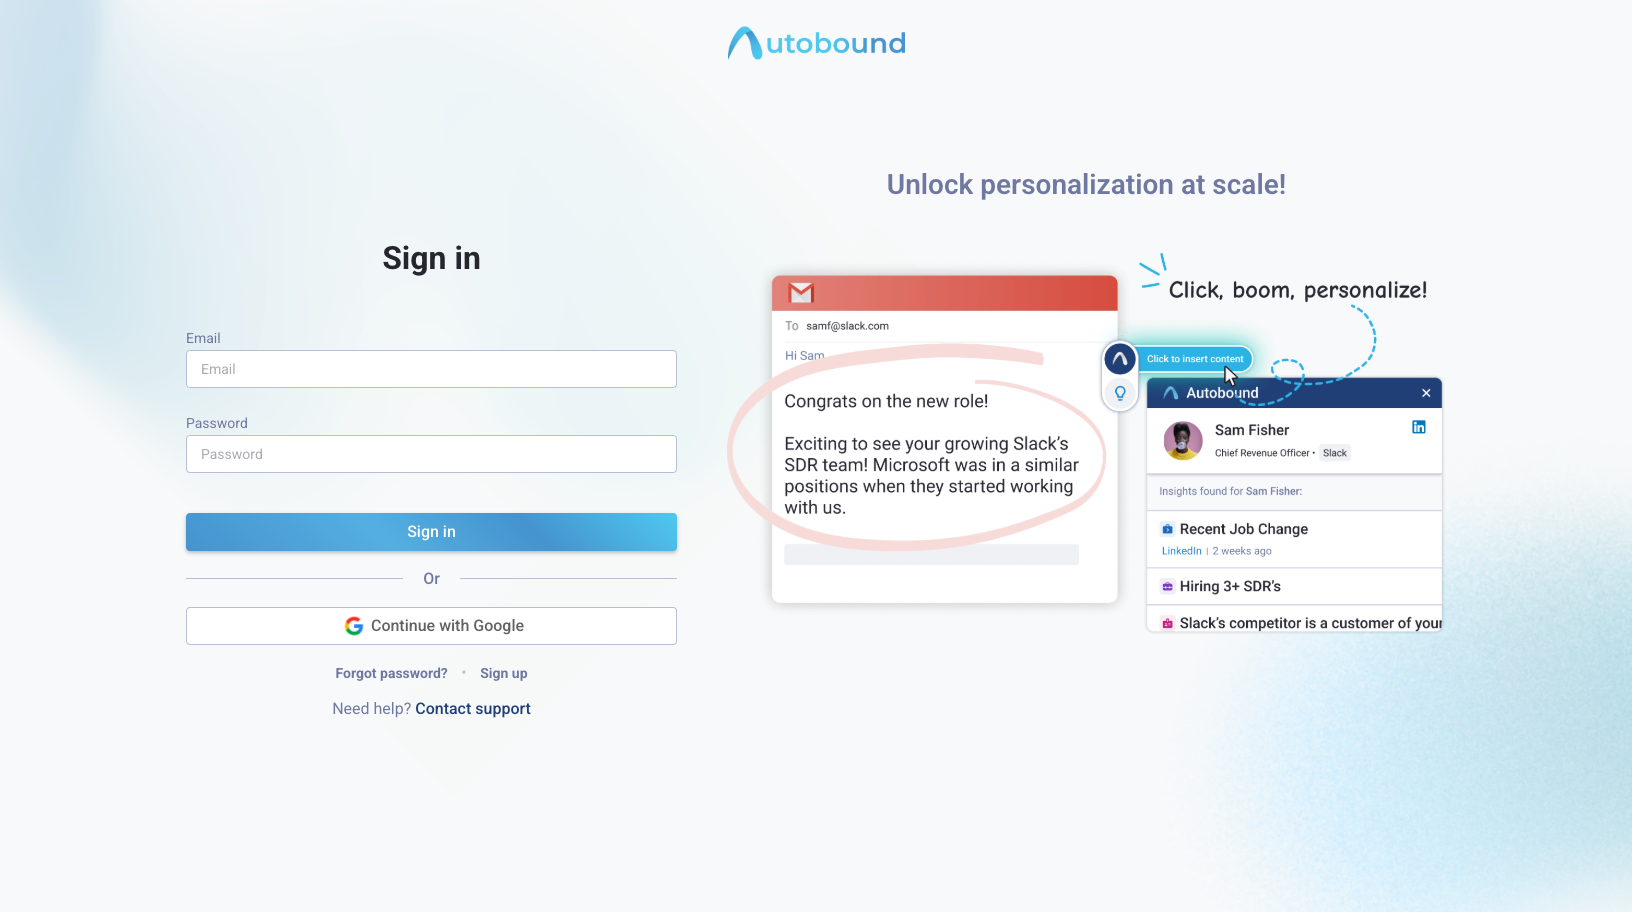 Autobound
Sign in
Email
Email
Password
Password
Sign in
Or
Continue with Google
Forgot password? • Sign up
Need help? Contact support
Unlock personalization at scale!
Click, boom, personalize!
To samf@slack.com
Hi Sam
Congrats on the new role!
Exciting to see your growing Slack's
SDR team! Microsoft was in a similar
positions when they started working
with us.
Click to insert content
Autobound
Sam Fisher
Chief Revenue Officer • Slack
Insights found for Sam Fisher:
Recent Job Change
LinkedIn | 2 weeks ago
Hiring 3+ SDR's
Slack's competitor is a customer of your